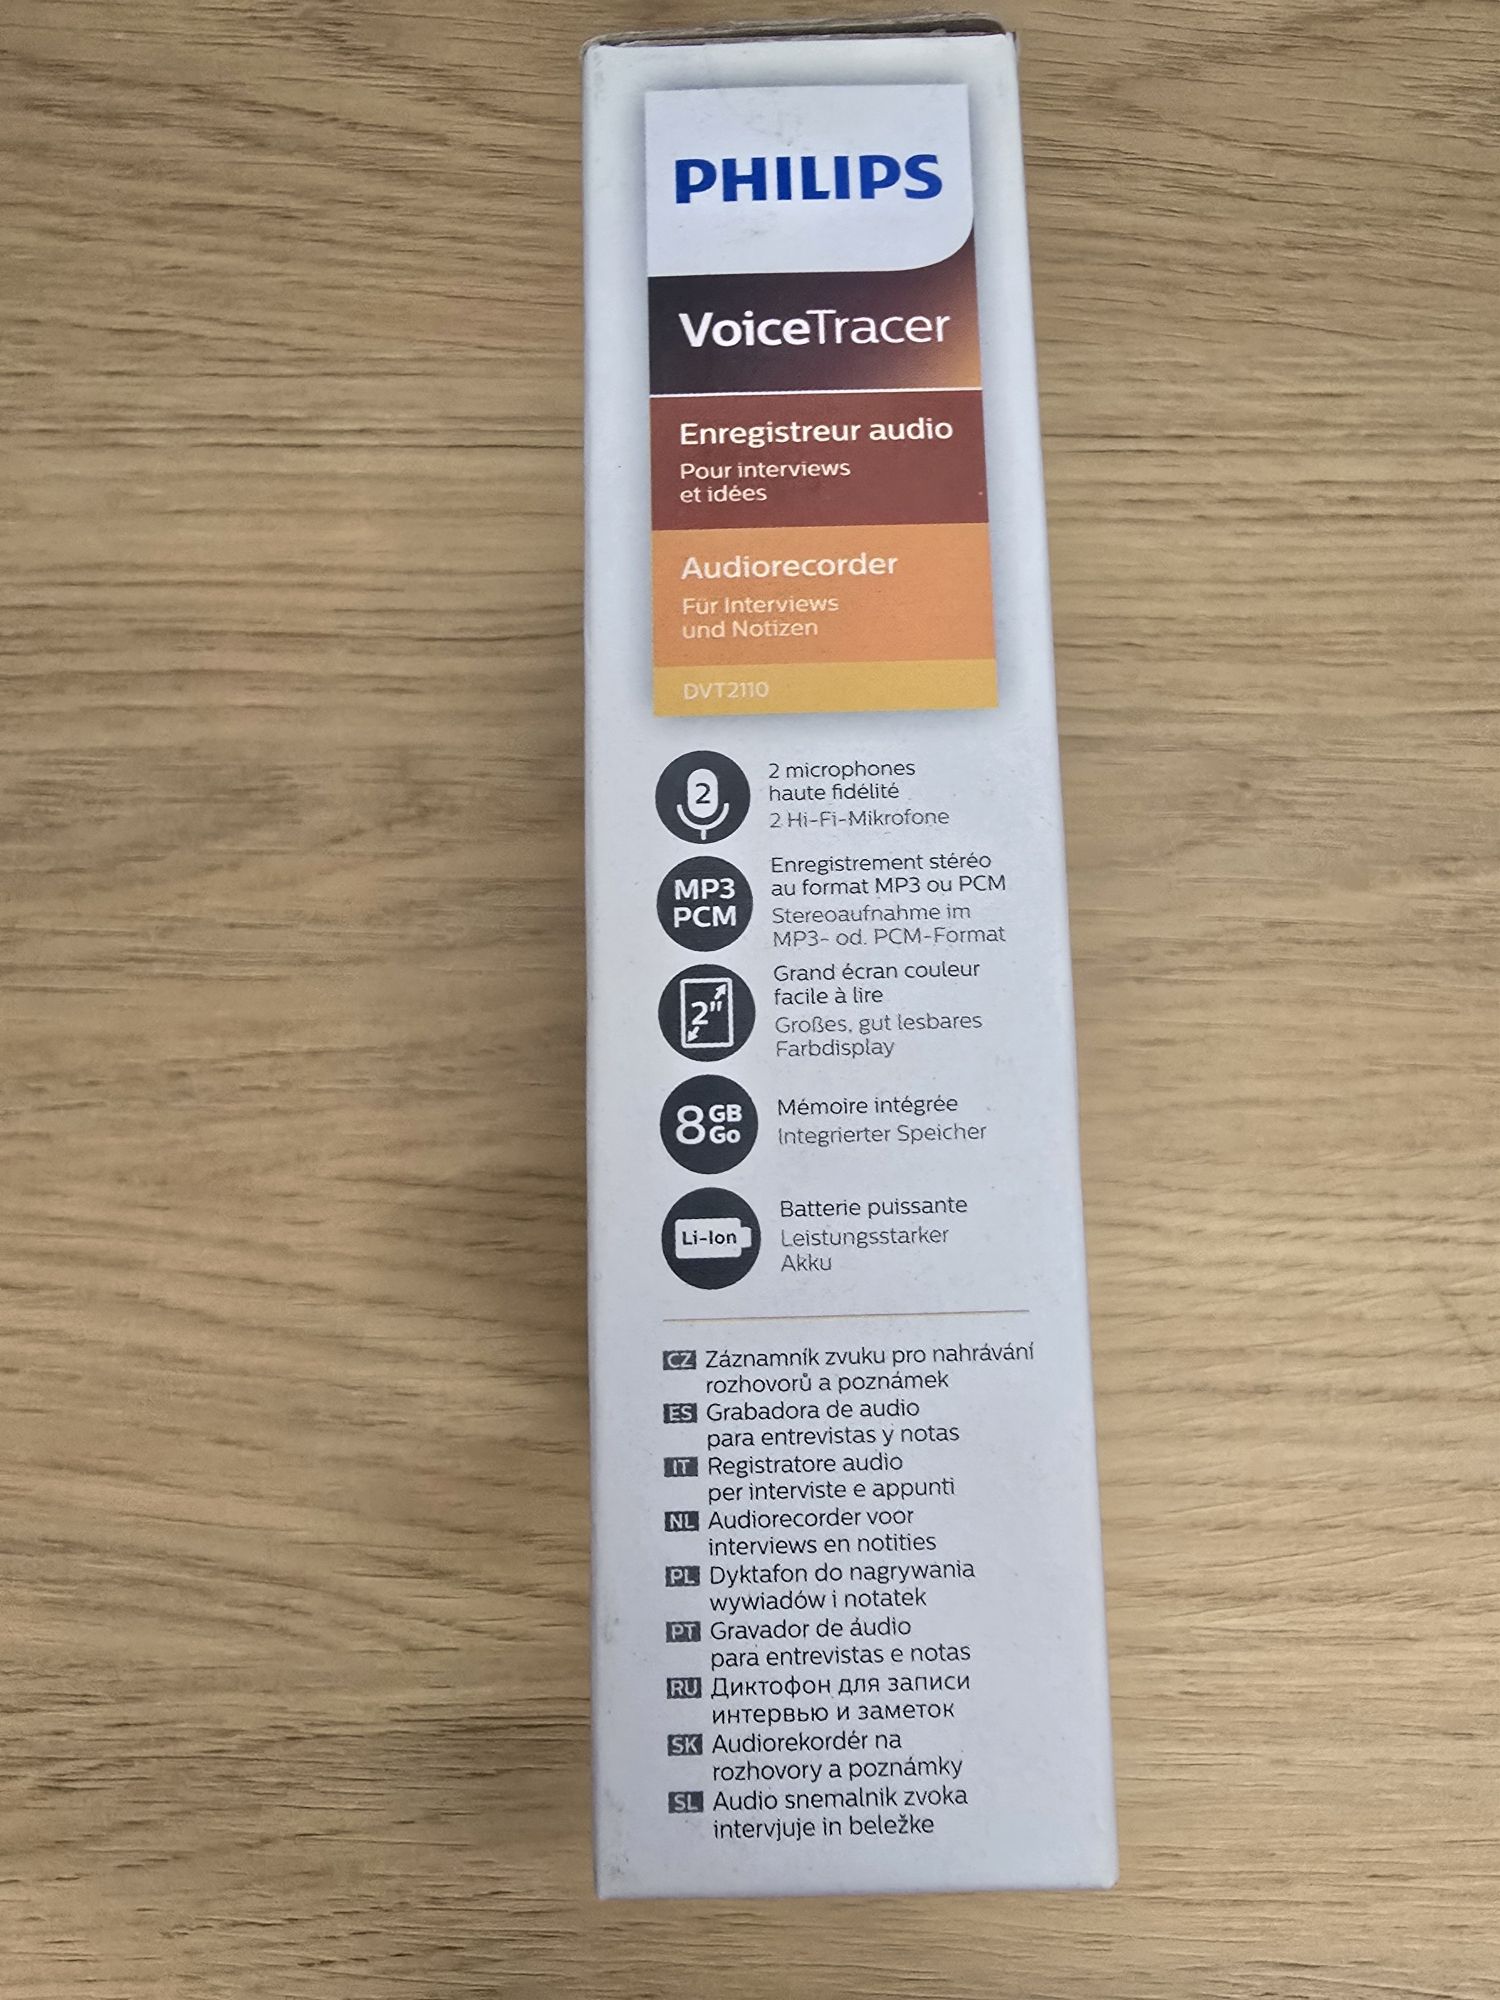 PHILIPS
VoiceTracer
Enregistreur audio
Pour interviews
et idées
Audiorecorder
Für Interviews
und Notizen
DVT2110
2
2 microphones
haute fidélité
2 Hi-Fi-Mikrofone
MP3
PCM
Enregistrement stéréo
au format MP3 ou PCM
Stereoaufnahme im
MP3- od. PCM-Format
2"
Grand écran couleur
facile à lire
Großes, gut lesbares
Farbdisplay
8 GB
Go
Mémoire intégrée
Integrierter Speicher
Li-Ion
Batterie puissante
Leistungsstarker
Akku
CZ Záznamník zvuku pro nahrávání
rozhovorů a poznámek
ES Grabadora de audio
para entrevistas y notas
IT Registratore audio
per interviste e appunti
NL Audiorecorder voor
interviews en notities
PL Dyktafon do nagrywania
wywiadów i notatek
PT Gravador de áudio
para entrevistas e notas
RU Диктофон для записи
интервью и заметок
SK Audiorekordér na
rozhovory a poznámky
SL Audio snemalnik zvoka
intervjuje in beležke